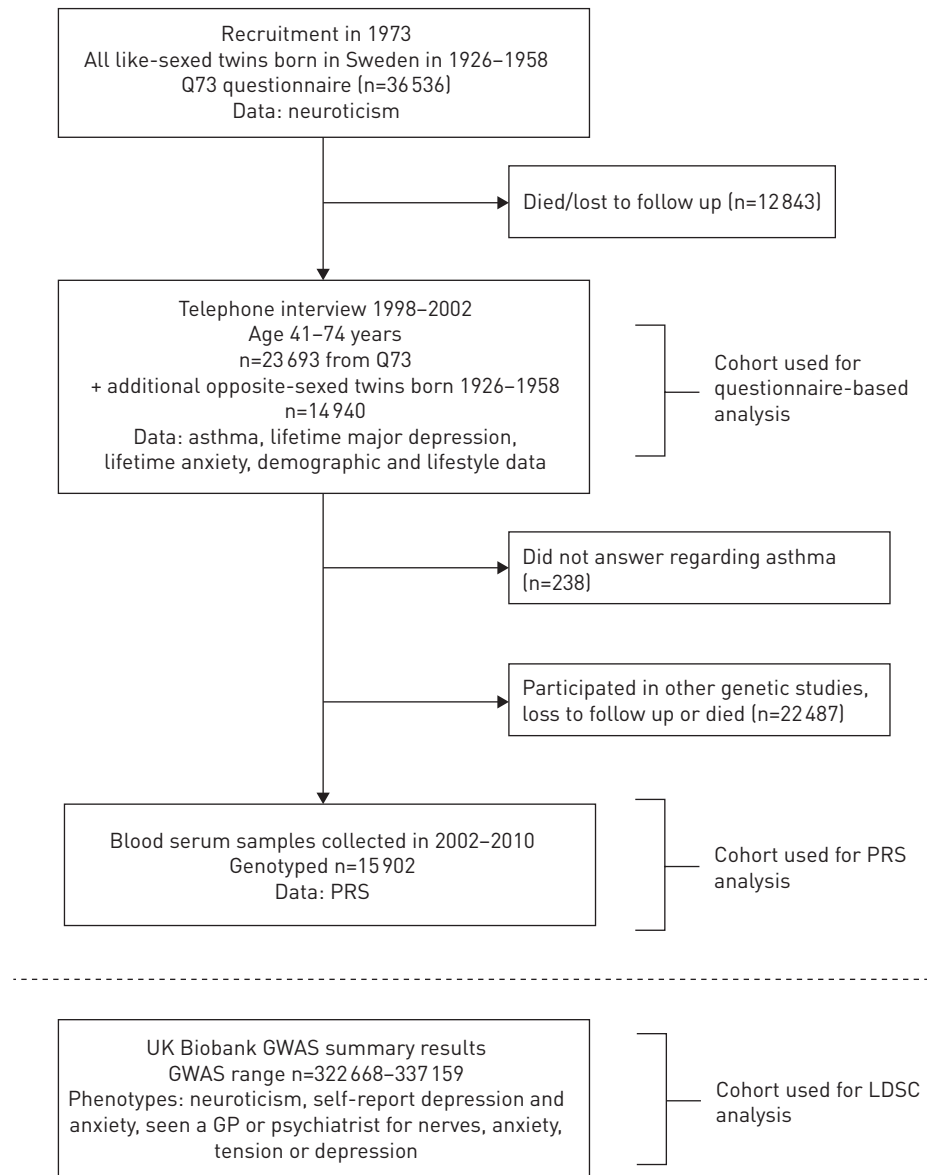 Recruitment in 1973
All like-sexed twins born in Sweden in 1926–1958
Q73 questionnaire (n=36 536)
Data: neuroticism
Died/lost to follow up (n=12 843)
Telephone interview 1998–2002
Age 41–74 years
n=23 693 from Q73
+ additional opposite-sexed twins born 1926–1958
n=14 940
Data: asthma, lifetime major depression,
lifetime anxiety, demographic and lifestyle data
Cohort used for
questionnaire-based
analysis
Did not answer regarding asthma
(n=238)
Participated in other genetic studies,
loss to follow up or died (n=22 487)
Blood serum samples collected in 2002–2010
Genotyped n=15 902
Data: PRS
Cohort used for PRS
analysis
UK Biobank GWAS summary results
GWAS range n=322 668–337 159
Phenotypes: neuroticism, self-report depression and
anxiety, seen a GP or psychiatrist for nerves, anxiety,
tension or depression
Cohort used for LDSC
analysis